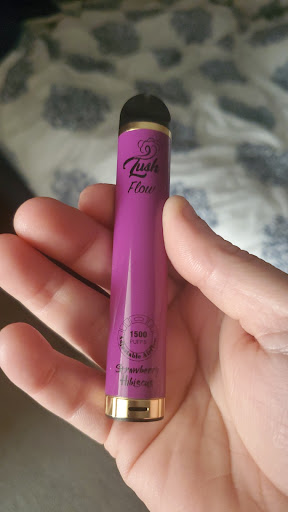 Lush
Flow
1500
PUFFS
Strawberry
Hibiscus